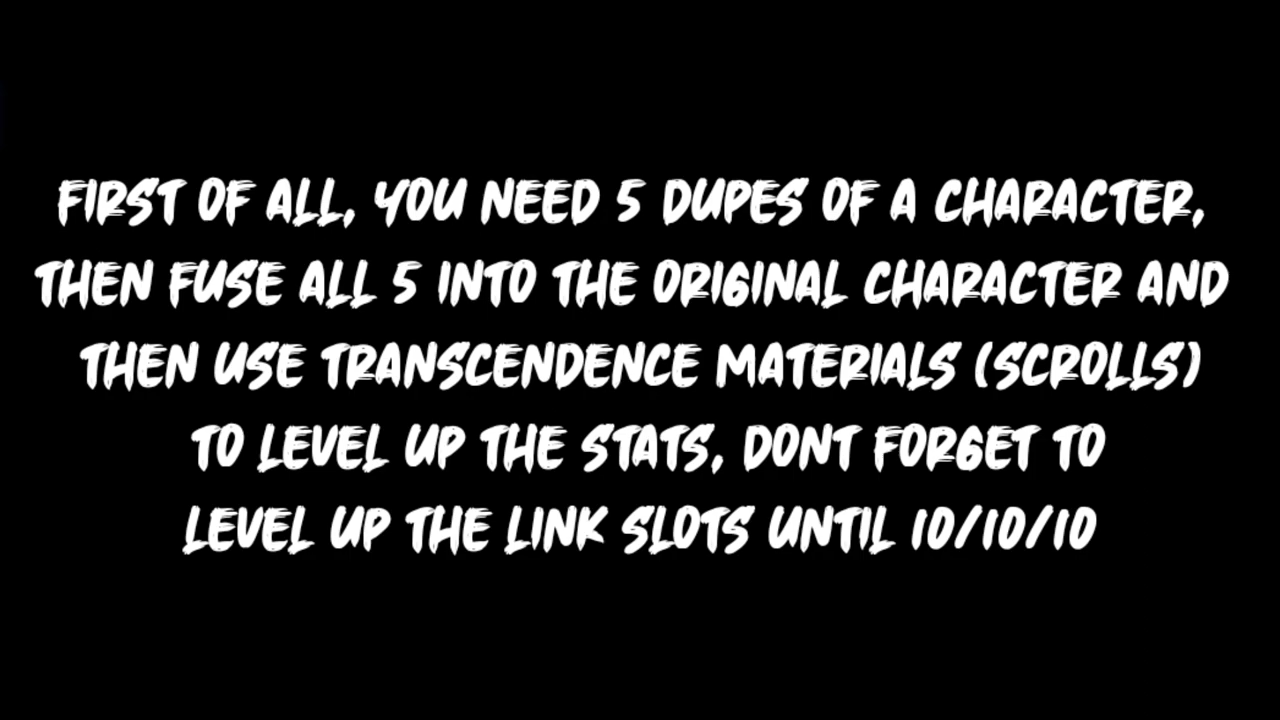 FIRST OF ALL, YOU NEED 5 DUPES OF A CHARACTER,
THEN FUSE ALL 5 INTO THE ORIGINAL CHARACTER AND
THEN USE TRANSCENDENCE MATERIALS (SCROLLS)
TO LEVEL UP THE STATS, DONT FORGET TO
LEVEL UP THE LINK SLOTS UNTIL 10/10/10